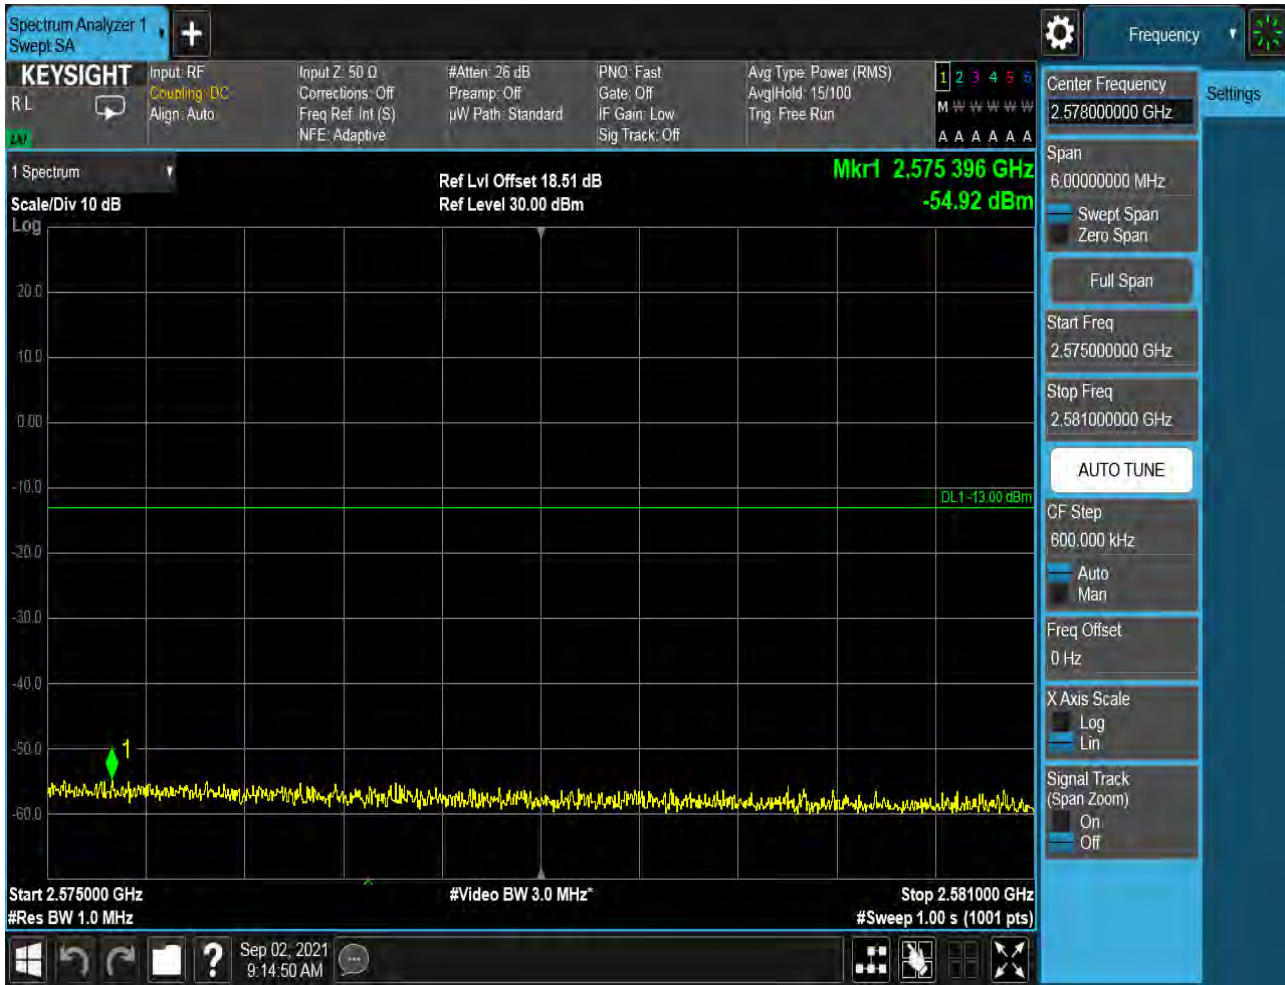 Spectrum Analyzer 1
Swept SA
Frequency
KEYSIGHT
R L
LXI
Input: RF
Coupling: DC
Align: Auto
Input Z: 50 Ω
Corrections: Off
Freq Ref: Int (S)
NFE: Adaptive
#Atten: 26 dB
Preamp: Off
µW Path: Standard
PNO: Fast
Gate: Off
IF Gain: Low
Sig Track: Off
Avg Type: Power (RMS)
Avg|Hold: 15/100
Trig: Free Run
1 2 3 4 5 6
M W W W W W
A A A A A A
1 Spectrum
Scale/Div 10 dB
Log
Ref Lvl Offset 18.51 dB
Ref Level 30.00 dBm
Mkr1 2.575 396 GHz
-54.92 dBm
20.0
10.0
0.00
-10.0
-20.0
-30.0
-40.0
-50.0
-60.0
DL1 -13.00 dBm
1
Start 2.575000 GHz
#Res BW 1.0 MHz
#Video BW 3.0 MHz*
Stop 2.581000 GHz
#Sweep 1.00 s (1001 pts)
Sep 02, 2021
9:14:50 AM
?
Center Frequency
2.578000000 GHz
Settings
Span
6.00000000 MHz
Swept Span
Zero Span
Full Span
Start Freq
2.575000000 GHz
Stop Freq
2.581000000 GHz
AUTO TUNE
CF Step
600.000 kHz
Auto
Man
Freq Offset
0 Hz
X Axis Scale
Log
Lin
Signal Track
(Span Zoom)
On
Off